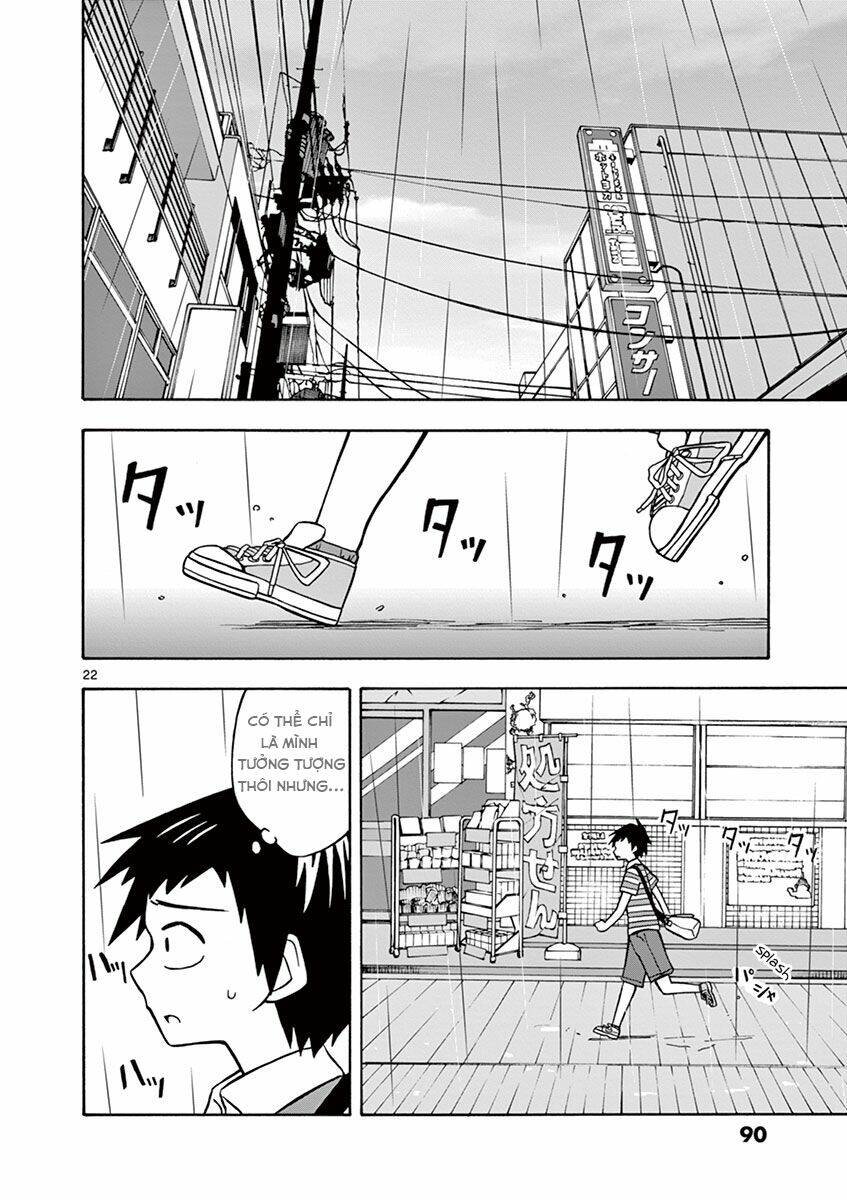 コンサー
タッ
タッ
タッ
22
処方せん
タッ
タッ
タッ
splash
パシャ
CÓ THỂ CHỈ
LÀ MÌNH
TƯỞNG TƯỢNG
THÔI NHƯNG...
ハッ
ハッ
90